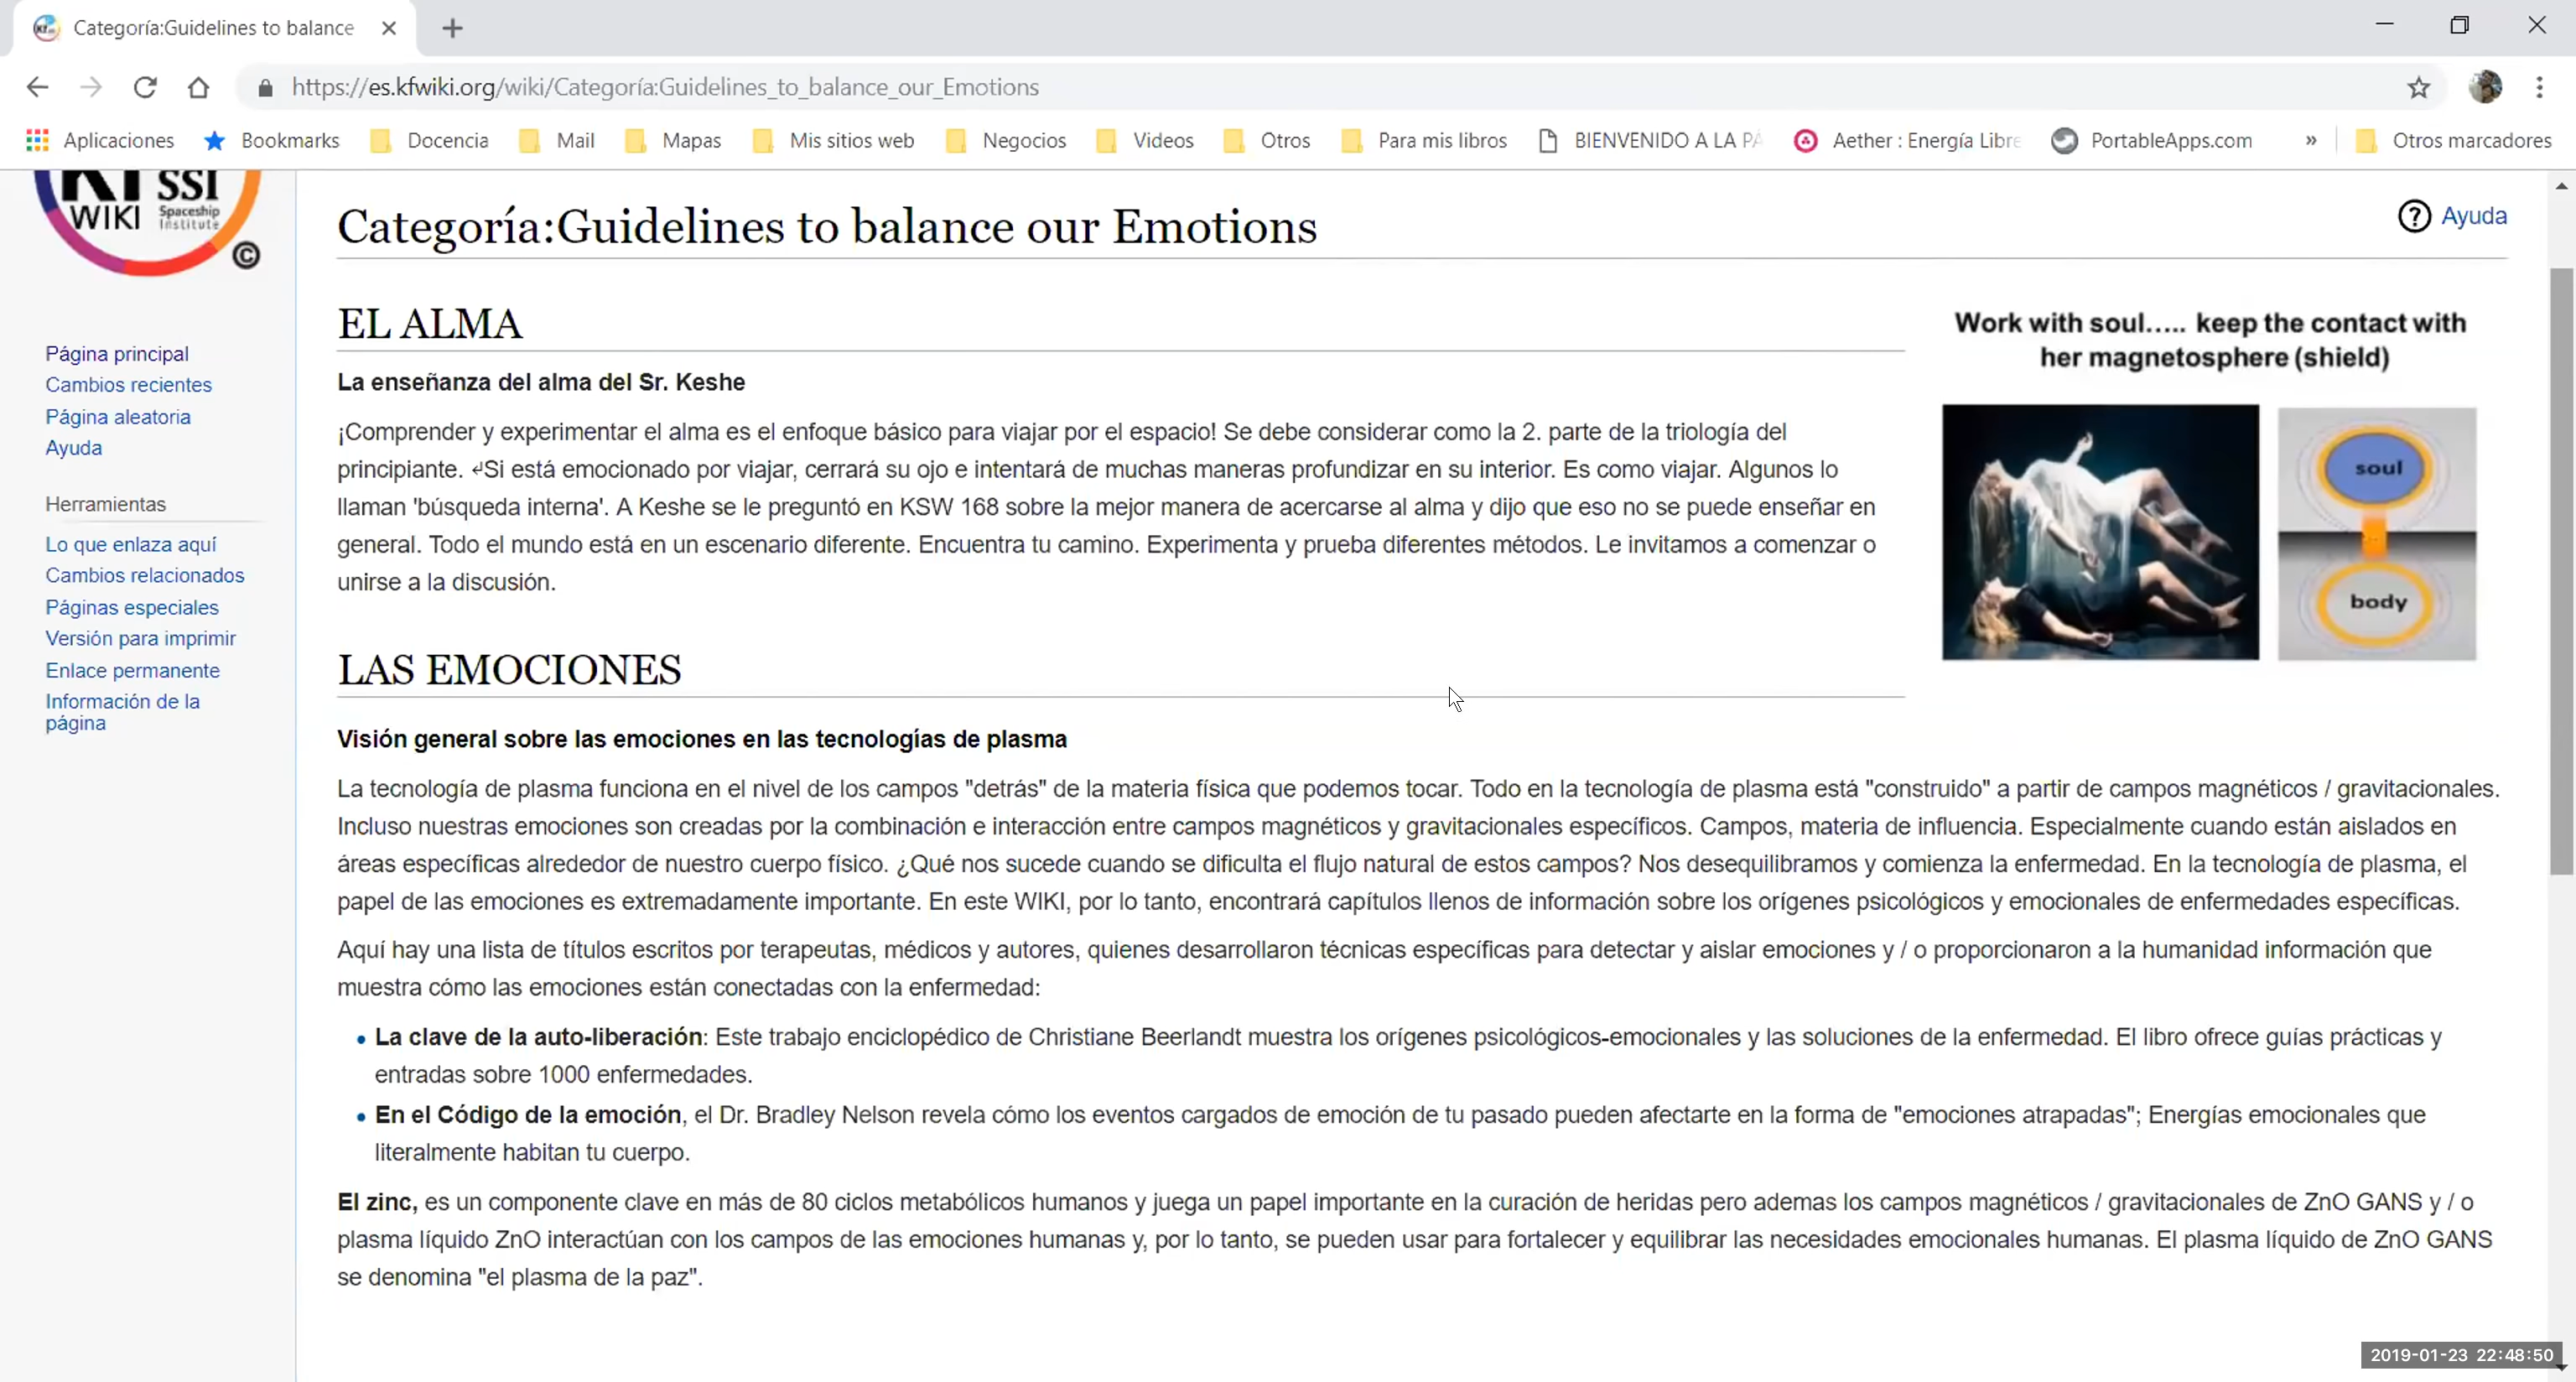 Categoría:Guidelines to balance
https://es.kfwiki.org/wiki/Categoría:Guidelines_to_balance_our_Emotions
Aplicaciones
Bookmarks
Docencia
Mail
Mapas
Mis sitios web
Negocios
Videos
Otros
Para mis libros
BIENVENIDO A LA PÁ
Aether : Energía Libre
PortableApps.com
»
Otros marcadores
SSI
WIKI
Spaceship
Institute
©
Página principal
Cambios recientes
Página aleatoria
Ayuda
Herramientas
Lo que enlaza aquí
Cambios relacionados
Páginas especiales
Versión para imprimir
Enlace permanente
Información de la
página
Categoría:Guidelines to balance our Emotions
? Ayuda
EL ALMA
La enseñanza del alma del Sr. Keshe
¡Comprender y experimentar el alma es el enfoque básico para viajar por el espacio! Se debe considerar como la 2. parte de la triología del
principiante. ↲Si está emocionado por viajar, cerrará su ojo e intentará de muchas maneras profundizar en su interior. Es como viajar. Algunos lo
llaman 'búsqueda interna'. A Keshe se le preguntó en KSW 168 sobre la mejor manera de acercarse al alma y dijo que eso no se puede enseñar en
general. Todo el mundo está en un escenario diferente. Encuentra tu camino. Experimenta y prueba diferentes métodos. Le invitamos a comenzar o
unirse a la discusión.
Work with soul..... keep the contact with
her magnetosphere (shield)
soul
body
LAS EMOCIONES
Visión general sobre las emociones en las tecnologías de plasma
La tecnología de plasma funciona en el nivel de los campos "detrás" de la materia física que podemos tocar. Todo en la tecnología de plasma está "construido" a partir de campos magnéticos / gravitacionales.
Incluso nuestras emociones son creadas por la combinación e interacción entre campos magnéticos y gravitacionales específicos. Campos, materia de influencia. Especialmente cuando están aislados en
áreas específicas alrededor de nuestro cuerpo físico. ¿Qué nos sucede cuando se dificulta el flujo natural de estos campos? Nos desequilibramos y comienza la enfermedad. En la tecnología de plasma, el
papel de las emociones es extremadamente importante. En este WIKI, por lo tanto, encontrará capítulos llenos de información sobre los orígenes psicológicos y emocionales de enfermedades específicas.
Aquí hay una lista de títulos escritos por terapeutas, médicos y autores, quienes desarrollaron técnicas específicas para detectar y aislar emociones y / o proporcionaron a la humanidad información que
muestra cómo las emociones están conectadas con la enfermedad:
• La clave de la auto-liberación: Este trabajo enciclopédico de Christiane Beerlandt muestra los orígenes psicológicos-emocionales y las soluciones de la enfermedad. El libro ofrece guías prácticas y
entradas sobre 1000 enfermedades.
• En el Código de la emoción, el Dr. Bradley Nelson revela cómo los eventos cargados de emoción de tu pasado pueden afectarte en la forma de "emociones atrapadas"; Energías emocionales que
literalmente habitan tu cuerpo.
El zinc, es un componente clave en más de 80 ciclos metabólicos humanos y juega un papel importante en la curación de heridas pero ademas los campos magnéticos / gravitacionales de ZnO GANS y / o
plasma líquido ZnO interactúan con los campos de las emociones humanas y, por lo tanto, se pueden usar para fortalecer y equilibrar las necesidades emocionales humanas. El plasma líquido de ZnO GANS
se denomina "el plasma de la paz".
2019-01-23 22:48:50